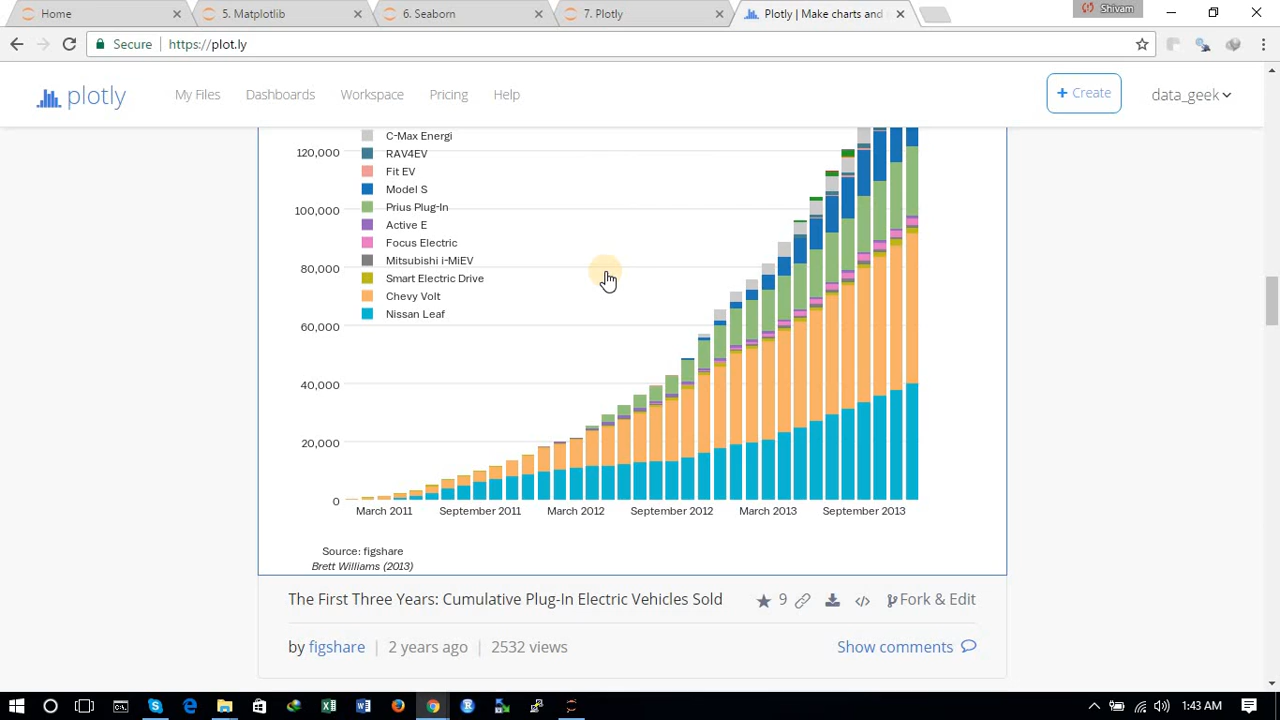 Home
5. Matplotlib
6. Seaborn
7. Plotly
Plotly | Make charts and
Shivam
Secure
https://plot.ly
plotly
My Files
Dashboards
Workspace
Pricing
Help
+ Create
data_geek
C-Max Energi
RAV4EV
Fit EV
Model S
Prius Plug-In
Active E
Focus Electric
Mitsubishi i-MiEV
Smart Electric Drive
Chevy Volt
Nissan Leaf
120,000
100,000
80,000
60,000
40,000
20,000
0
March 2011
September 2011
March 2012
September 2012
March 2013
September 2013
Source: figshare
Brett Williams (2013)
The First Three Years: Cumulative Plug-In Electric Vehicles Sold
9
Fork & Edit
by figshare | 2 years ago | 2532 views
Show comments
1:43 AM